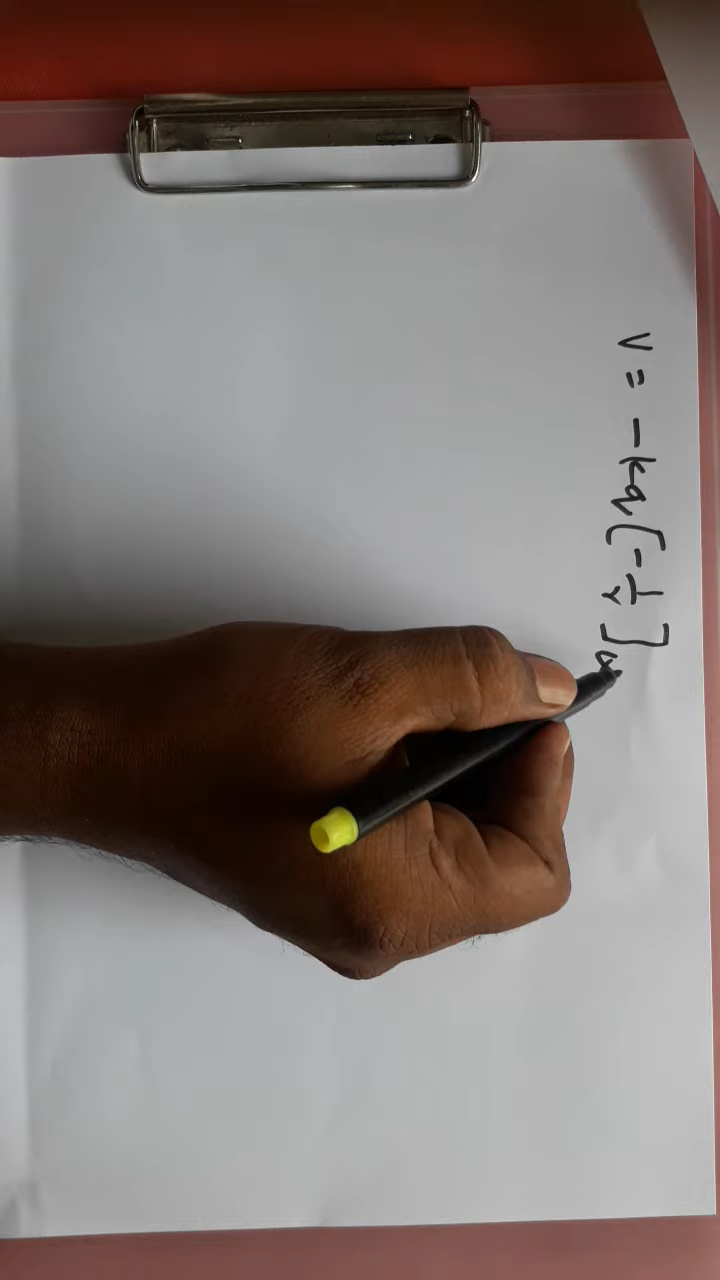 V = -kq[-1/r]